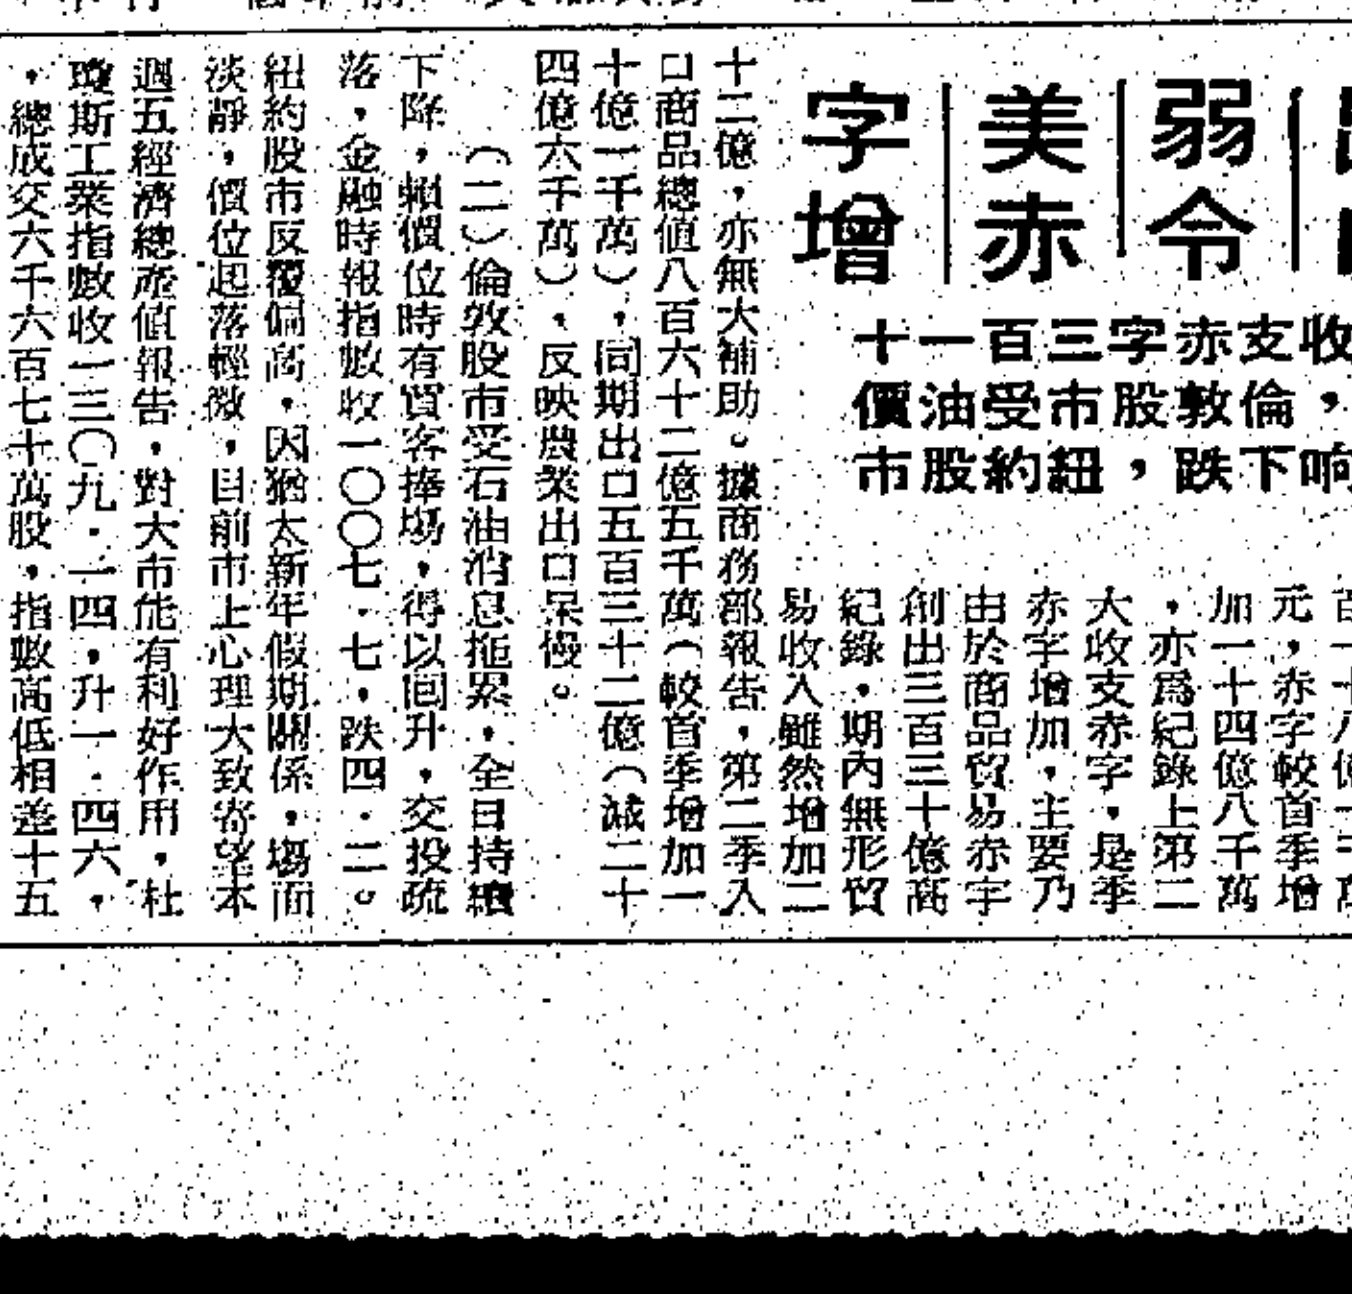 弱令
美赤
字增
收支赤字三百一十
，倫敦股市受油價
响下跌，紐約股市
元，赤字較首季增
加一十四億八千萬
，亦爲紀錄上第二
大收支赤字，是季
赤字增加，主要乃
由於商品貿易赤字
創出三百三十億高
紀錄，期內無形貿
易收入雖然增加二
十二億，亦無大補助。據商務部報告，第二季入
口商品總值八百六十二億五千萬（較首季增加一
十億一千萬），同期出口五百三十二億（減二十
四億六千萬），反映農業出口呆慢。
（二）倫敦股市受石油消息拖累，全日持續
下降，賴價位時有買客捧塲，得以囘升，交投疏
落，金融時報指數收一〇〇七．七，跌四．二。
紐約股市反覆偏高，因猶太新年假期關係，塲面
淡靜，價位起落輕微，目前市上心理大致寄望本
週五經濟總產值報告，對大市能有利好作用，杜
瓊斯工業指數收一三〇九．一四，升一．四六，
，總成交六千六百七十萬股，指數高低相差十五